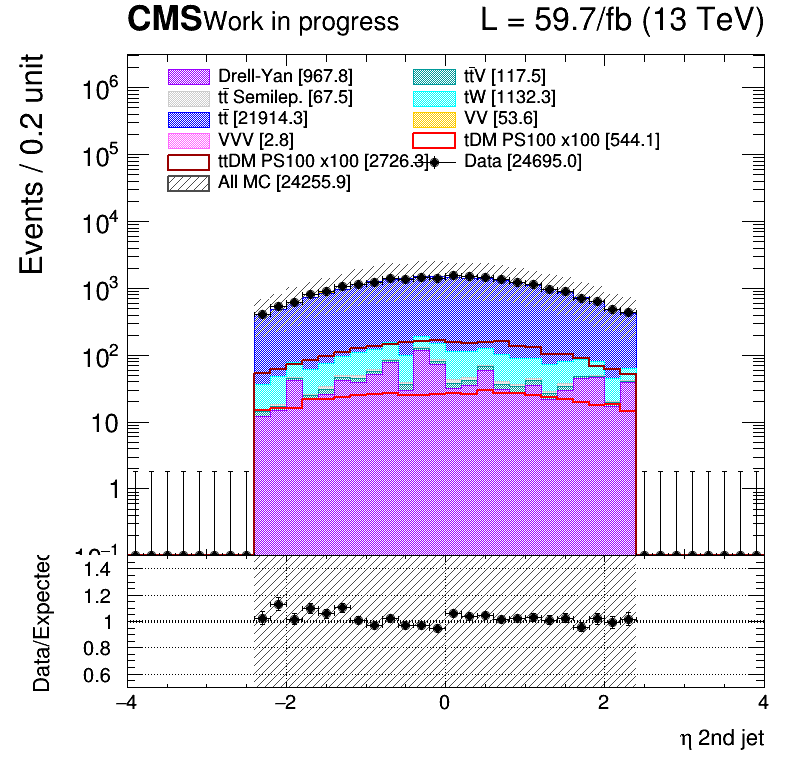 CMS Work in progress L = 59.7/fb (13 TeV)
Events / 0.2 unit
Drell-Yan [967.8] tt̄V [117.5]
tt̄ Semilep. [67.5] tW [1132.3]
tt̄ [21914.3] VV [53.6]
VVV [2.8] tDM PS100 x100 [544.1]
ttDM PS100 x100 [2726.3] Data [24695.0]
All MC [24255.9]
10⁶
10⁵
10⁴
10³
10²
10
1
10⁻¹
Data/Expected
1.4
1.2
1
0.8
0.6
−4 −2 0 2 4
η 2nd jet